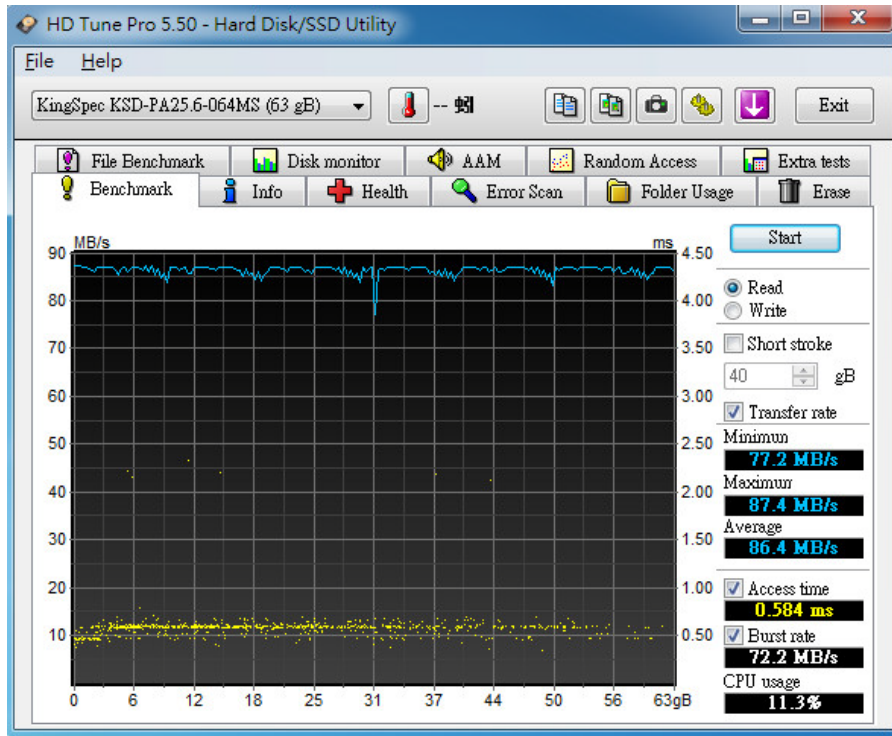 HD Tune Pro 5.50 - Hard Disk/SSD Utility
File Help
KingSpec KSD-PA25.6-064MS (63 gB) -- 蚓 Exit
File Benchmark Disk monitor AAM Random Access Extra tests
Benchmark Info Health Error Scan Folder Usage Erase
MB/s ms
90 4.50
80 4.00
70 3.50
60 3.00
50 2.50
40 2.00
30 1.50
20 1.00
10 0.50
0 6 12 18 25 31 37 44 50 56 63gB
Start
Read
Write
Short stroke
40 gB
Transfer rate
Minimun
77.2 MB/s
Maximurr
87.4 MB/s
Average
86.4 MB/s
Access time
0.584 ms
Burst rate
72.2 MB/s
CPU usage
11.3%